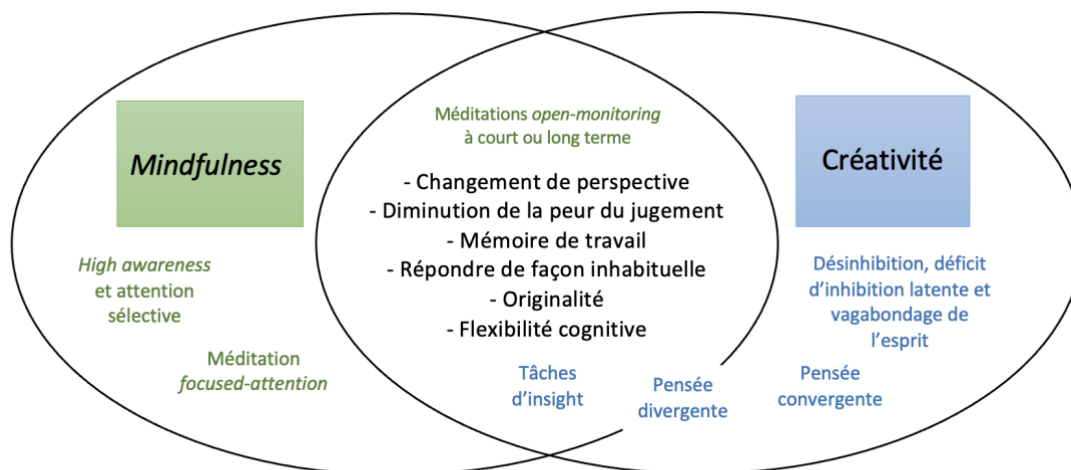 Mindfulness
High awareness
et attention
sélective
Méditation
focused-attention
Méditations open-monitoring
à court ou long terme
- Changement de perspective
- Diminution de la peur du jugement
- Mémoire de travail
- Répondre de façon inhabituelle
- Originalité
- Flexibilité cognitive
Tâches
d’insight
Pensée
divergente
Créativité
Désinhibition, déficit
d’inhibition latente et
vagabondage de
l’esprit
Pensée
convergente